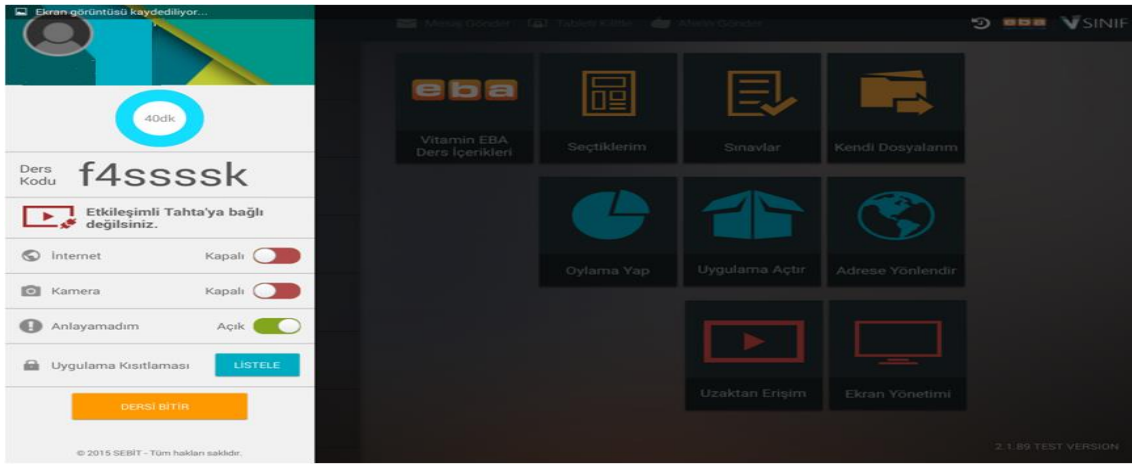 Ekran görüntüsü kaydediliyor...
40dk
Ders
Kodu
f4ssssk
Etkileşimli Tahta'ya bağlı
değilsiniz.
İnternet Kapalı
Kamera Kapalı
Anlayamadım Açık
Uygulama Kısıtlaması LİSTELE
DERSİ BİTİR
© 2015 SEBİT - Tüm hakları saklıdır.
Mesaj Gönder Tableti Kilitle Aferin Gönder
eba VSINIF
eba
Vitamin EBA
Ders İçerikleri
Seçtiklerim
Sınavlar
Kendi Dosyalarım
Oylama Yap
Uygulama Açtır
Adrese Yönlendir
Uzaktan Erişim
Ekran Yönetimi
2.1.89 TEST VERSION